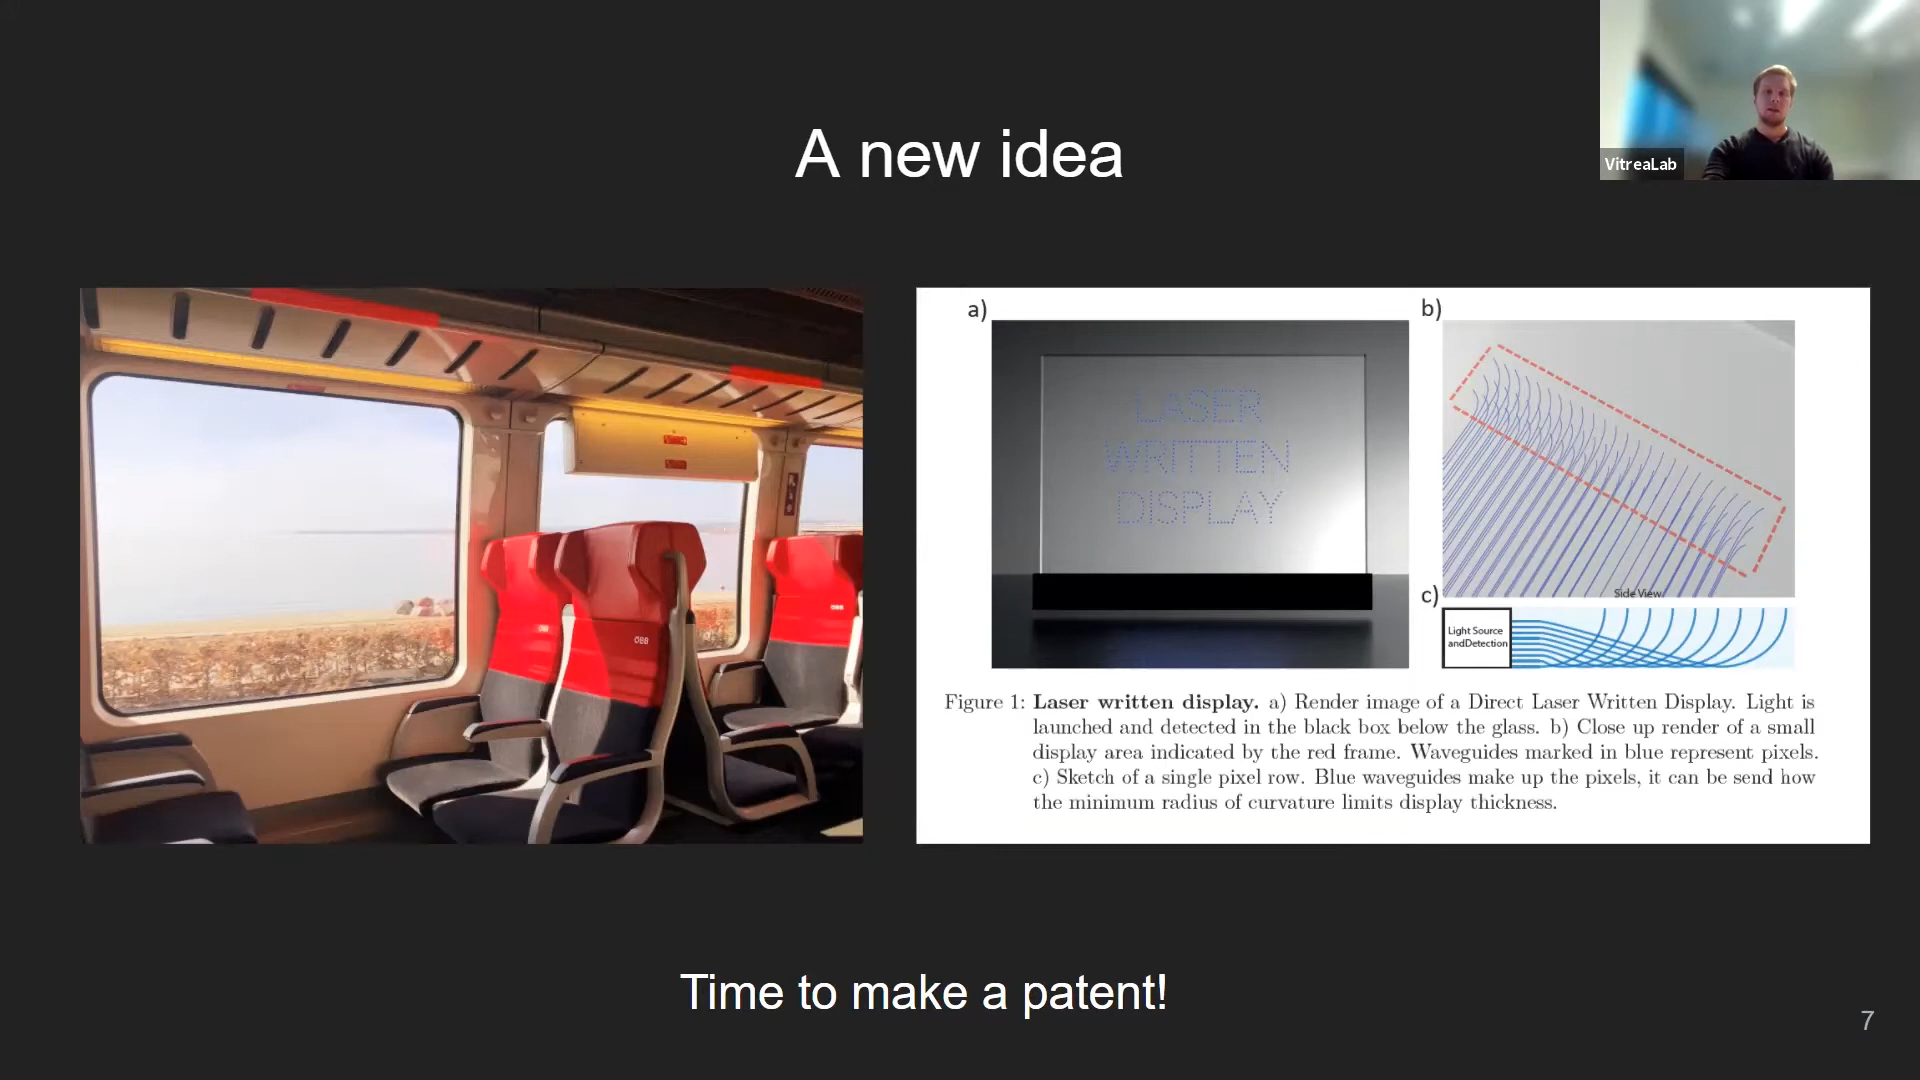 A new idea
VitreaLab
ÖBB
a)
LASER
WRITTEN
DISPLAY
b)
Side View
c)
Light Source
andDetection
Figure 1: Laser written display. a) Render image of a Direct Laser Written Display. Light is
launched and detected in the black box below the glass. b) Close up render of a small
display area indicated by the red frame. Waveguides marked in blue represent pixels.
c) Sketch of a single pixel row. Blue waveguides make up the pixels, it can be send how
the minimum radius of curvature limits display thickness.
Time to make a patent!
7